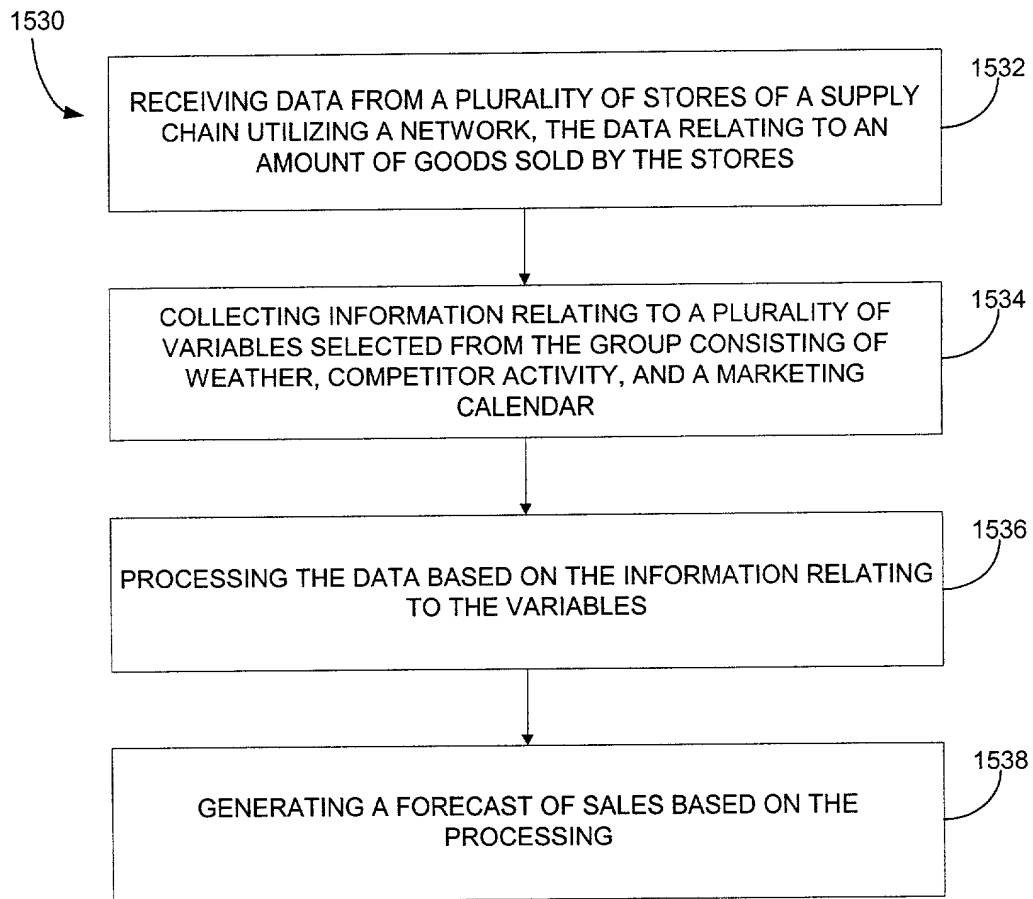 1530
1532
RECEIVING DATA FROM A PLURALITY OF STORES OF A SUPPLY
CHAIN UTILIZING A NETWORK, THE DATA RELATING TO AN
AMOUNT OF GOODS SOLD BY THE STORES
1534
COLLECTING INFORMATION RELATING TO A PLURALITY OF
VARIABLES SELECTED FROM THE GROUP CONSISTING OF
WEATHER, COMPETITOR ACTIVITY, AND A MARKETING
CALENDAR
1536
PROCESSING THE DATA BASED ON THE INFORMATION RELATING
TO THE VARIABLES
1538
GENERATING A FORECAST OF SALES BASED ON THE
PROCESSING